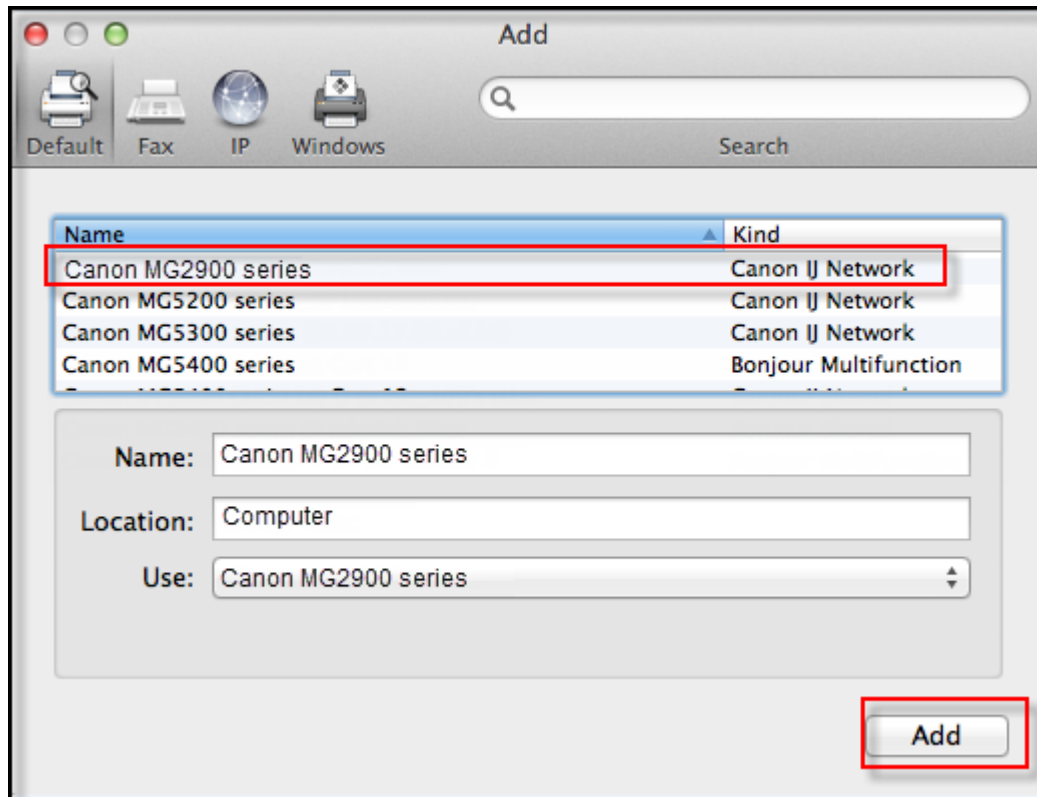 Add
Default Fax IP Windows Search
Name Kind
Canon MG2900 series Canon IJ Network
Canon MG5200 series Canon IJ Network
Canon MG5300 series Canon IJ Network
Canon MG5400 series Bonjour Multifunction
Name: Canon MG2900 series
Location: Computer
Use: Canon MG2900 series
Add